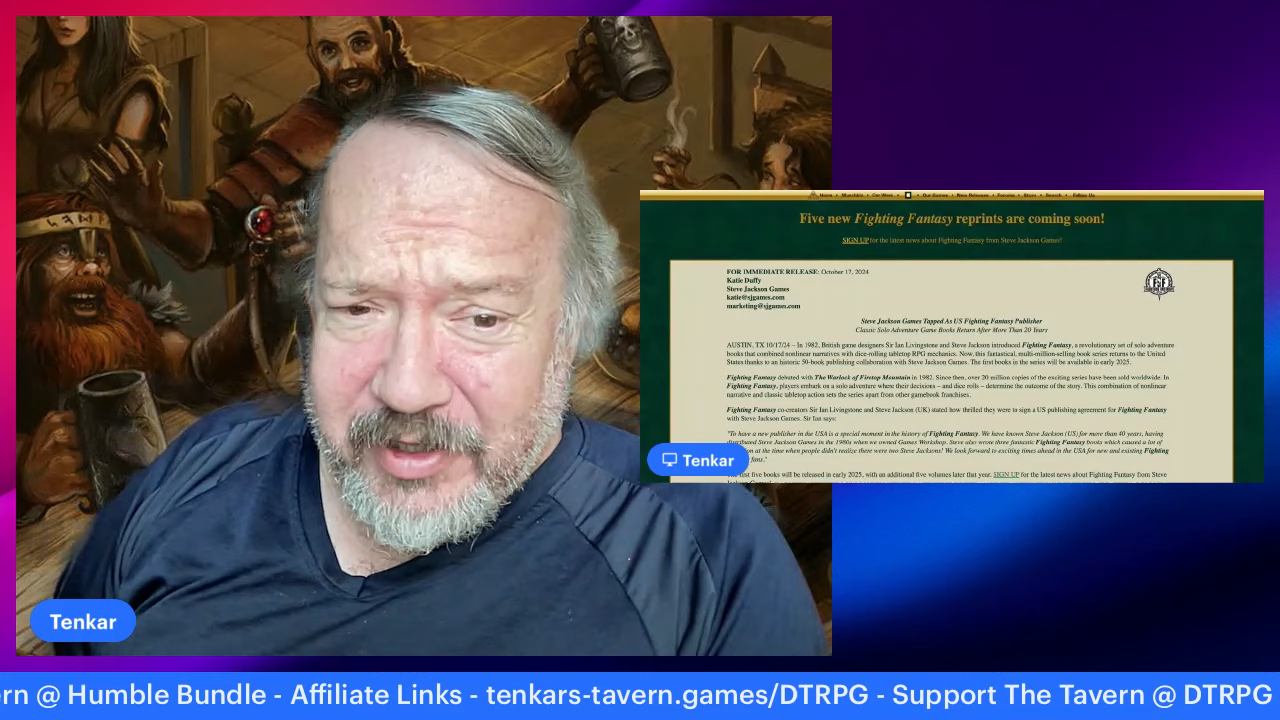 Home • Munchkin • Car Wars • • Our Games • New Releases • Forums • Store • Search • Follow Us
Five new Fighting Fantasy reprints are coming soon!
SIGN UP for the latest news about Fighting Fantasy from Steve Jackson Games!
FOR IMMEDIATE RELEASE: October 17, 2024
Katie Duffy
Steve Jackson Games
katie@sjgames.com
marketing@sjgames.com
Steve Jackson Games Tapped As US Fighting Fantasy Publisher
Classic Solo Adventure Game Books Return After More Than 20 Years
AUSTIN, TX 10/17/24 – In 1982, British game designers Sir Ian Livingstone and Steve Jackson introduced Fighting Fantasy, a revolutionary set of solo adventure
books that combined nonlinear narratives with dice-rolling tabletop RPG mechanics. Now, this fantastical, multi-million-selling book series returns to the United
States thanks to an historic 50-book publishing collaboration with Steve Jackson Games. The first books in the series will be available in early 2025.
Fighting Fantasy debuted with The Warlock of Firetop Mountain in 1982. Since then, over 20 million copies of the exciting series have been sold worldwide. In
Fighting Fantasy, players embark on a solo adventure where their decisions – and dice rolls – determine the outcome of the story. This combination of nonlinear
narrative and classic tabletop action sets the series apart from other gamebook franchises.
Fighting Fantasy co-creators Sir Ian Livingstone and Steve Jackson (UK) stated how thrilled they were to sign a US publishing agreement for Fighting Fantasy
with Steve Jackson Games. Sir Ian says:
"To have a new publisher in the USA is a special moment in the history of Fighting Fantasy. We have known Steve Jackson (US) for more than 40 years, having
distributed Steve Jackson Games in the 1980s when we owned Games Workshop. Steve also wrote three fantastic Fighting Fantasy books which caused a lot of
at the time when people didn't realize there were two Steve Jacksons! We look forward to exciting times ahead in the USA for new and existing Fighting
fans."
first five books will be released in early 2025, with an additional five volumes later that year. SIGN UP for the latest news about Fighting Fantasy from Steve
Tenkar
Tenkar
rn @ Humble Bundle - Affiliate Links - tenkars-tavern.games/DTRPG - Support The Tavern @ DTRPG